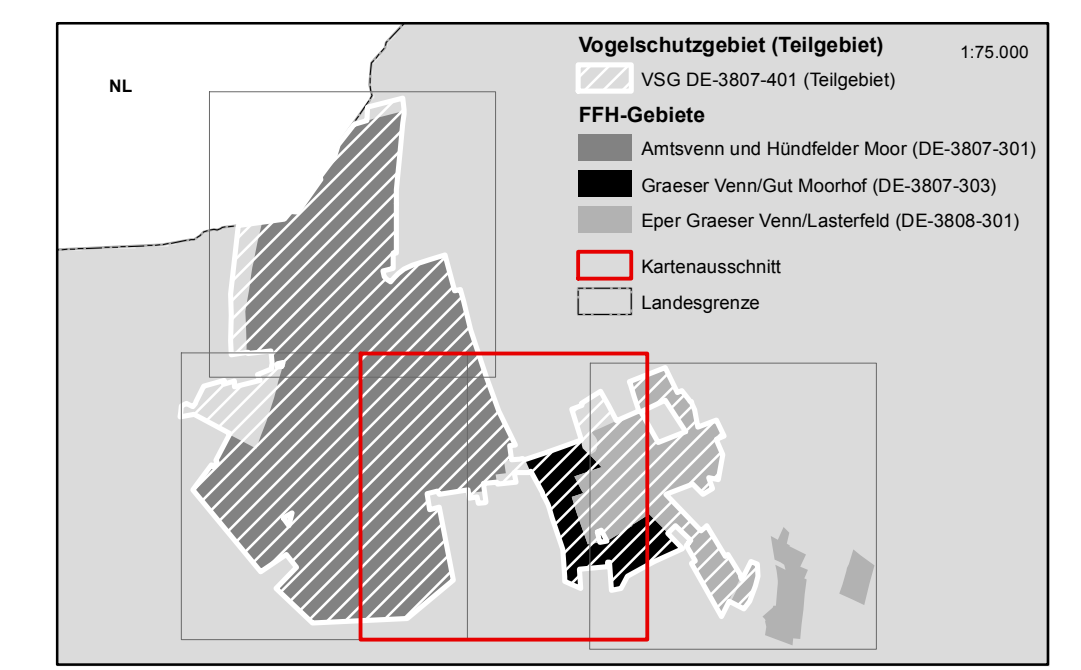 Vogelschutzgebiet (Teilgebiet)
1:75.000
NL
VSG DE-3807-401 (Teilgebiet)
FFH-Gebiete
Amtsvenn und Hündfelder Moor (DE-3807-301)
Graeser Venn/Gut Moorhof (DE-3807-303)
Eper Graeser Venn/Lasterfeld (DE-3808-301)
Kartenausschnitt
Landesgrenze